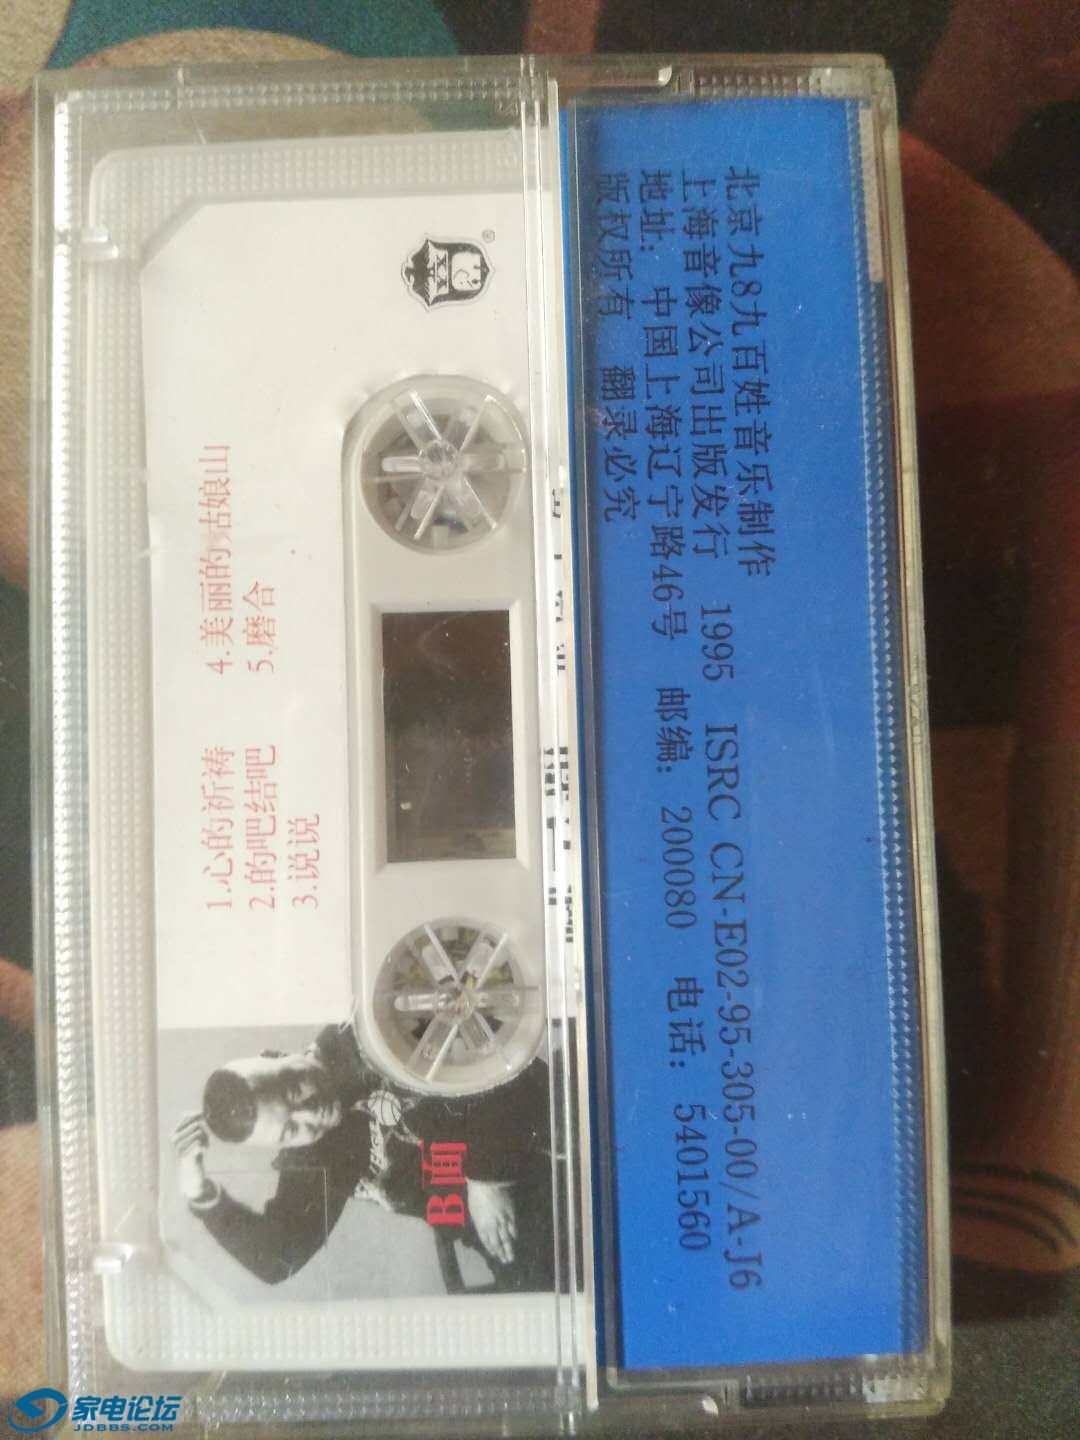 北京九8九百姓音乐制作
上海音像公司出版发行 1995 ISRC CN-E02-95-305-00/A-J6
地址: 中国上海辽宁路46号 邮编: 200080 电话: 5401560
版权所有 翻录必究
1.心的祈祷
2.的吧结吧
3.说说
4.美丽的姑娘山
5.磨合
B面
®
家电论坛
JDBBS.COM